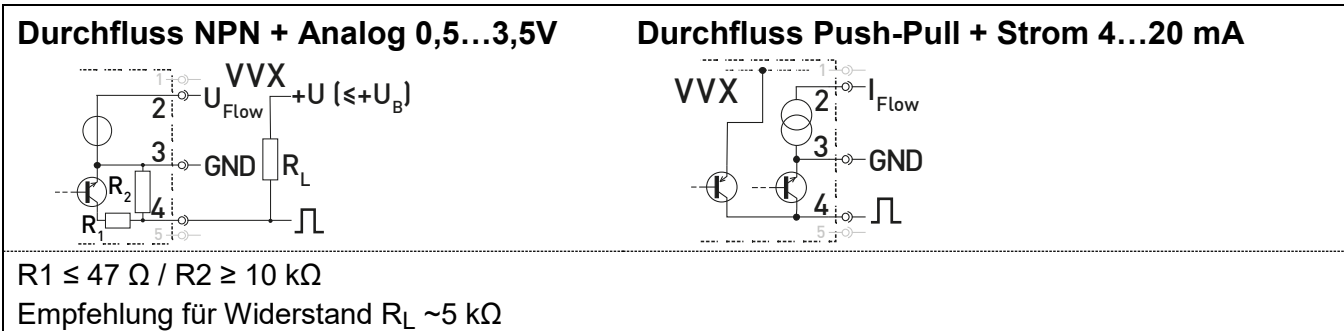 Durchfluss NPN + Analog 0,5…3,5V
1
VVX
2
U_Flow
+U (≤+U_B)
3
GND
R_L
R_2
4
R_1
5
Durchfluss Push-Pull + Strom 4…20 mA
1
VVX
2
I_Flow
3
GND
4
5
R1 ≤ 47 Ω / R2 ≥ 10 kΩ
Empfehlung für Widerstand R_L ~5 kΩ